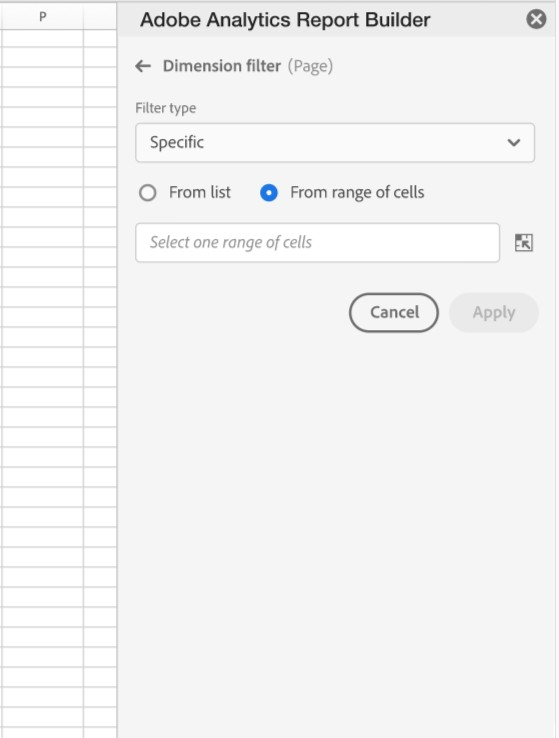 P
Adobe Analytics Report Builder
Dimension filter (Page)
Filter type
Specific
From list From range of cells
Select one range of cells
Cancel Apply